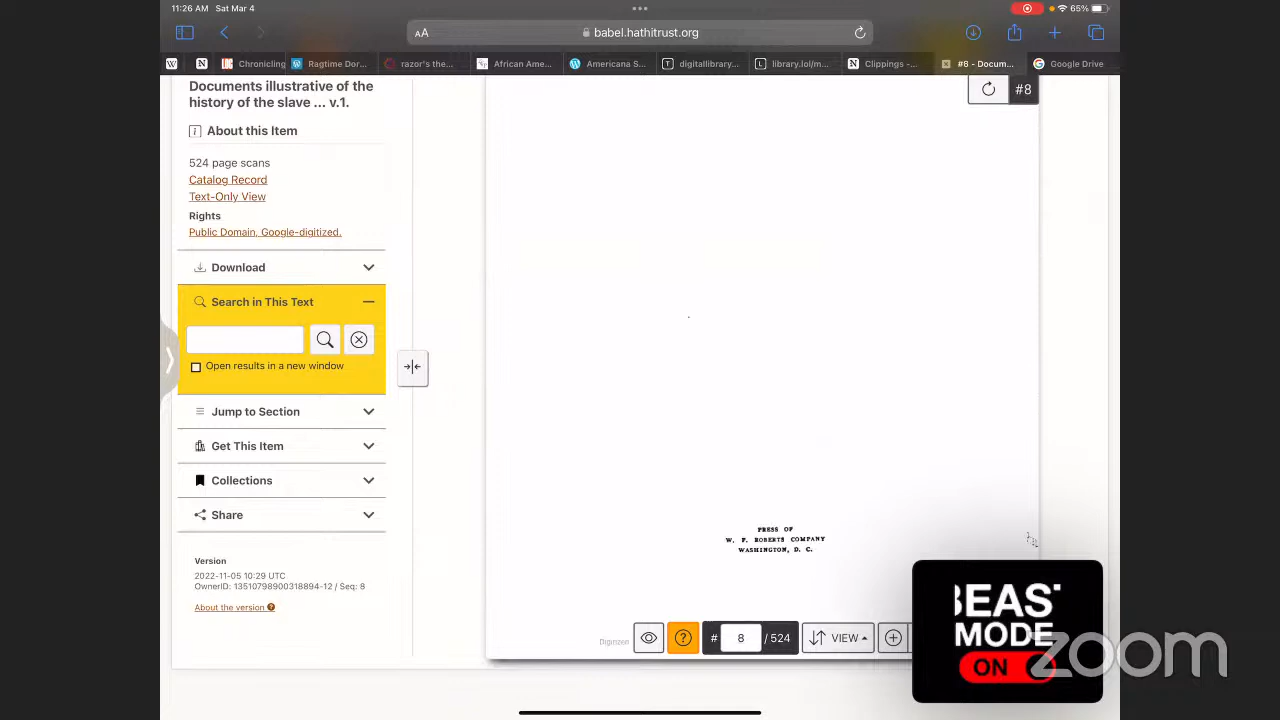 11:26 AM Sat Mar 4
65%
AA babel.hathitrust.org
Chronicling
Ragtime Dor...
razor's the...
African Ame...
Americana S...
digitallibrary...
library.lol/m...
Clippings -...
#8 - Docum...
Google Drive
Documents illustrative of the
history of the slave ... v.1.
About this Item
524 page scans
Catalog Record
Text-Only View
Rights
Public Domain, Google-digitized.
Download
Search in This Text
Open results in a new window
Jump to Section
Get This Item
Collections
Share
Version
2022-11-05 10:29 UTC
OwnerID: 13510798900318894-12 / Seq: 8
About the version
#8
PRESS OF
W. F. ROBERTS COMPANY
WASHINGTON, D. C.
# 8 / 524
VIEW
BEAST
MODE
ON
zoom